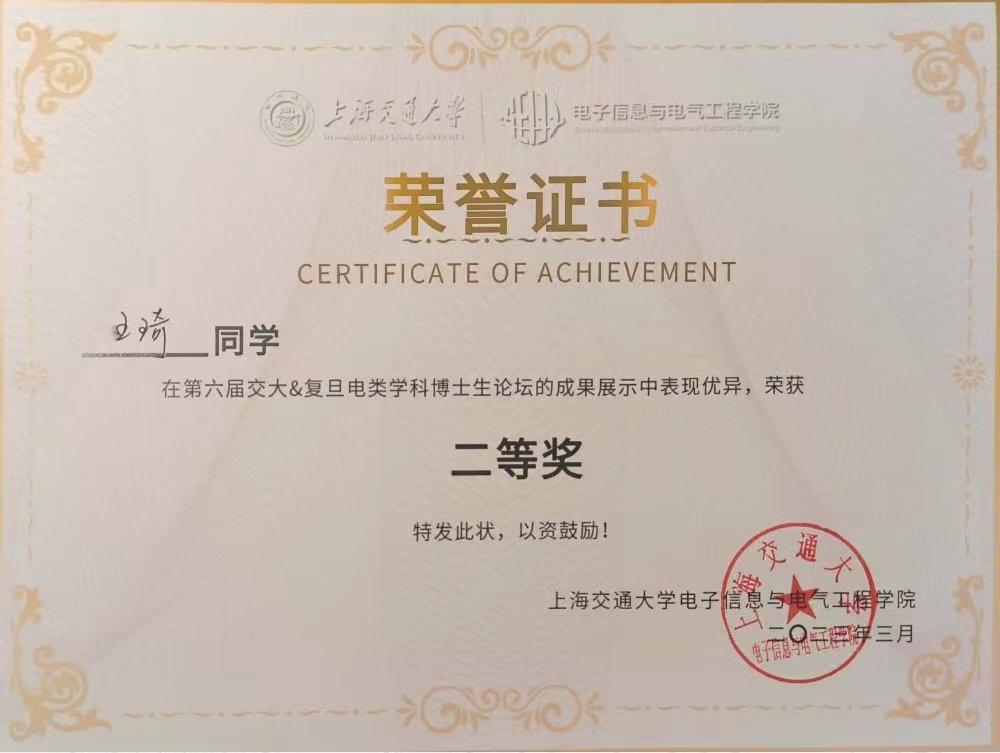 上海交通大学 电子信息与电气工程学院
SHANGHAI JIAO TONG UNIVERSITY
荣誉证书
CERTIFICATE OF ACHIEVEMENT
王琦 同学
在第六届交大&复旦电类学科博士生论坛的成果展示中表现优异，荣获
二等奖
特发此状，以资鼓励！
上海交通大学电子信息与电气工程学院
二〇二三年三月
上海交通大学
电子信息与电气工程学院